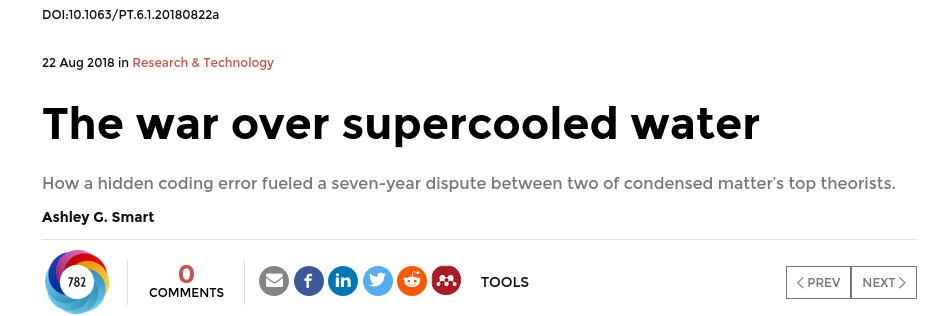 DOI:10.1063/PT.6.1.20180822a
22 Aug 2018 in Research & Technology
The war over supercooled water
How a hidden coding error fueled a seven-year dispute between two of condensed matter’s top theorists.
Ashley G. Smart
782
0
COMMENTS
TOOLS
PREV
NEXT